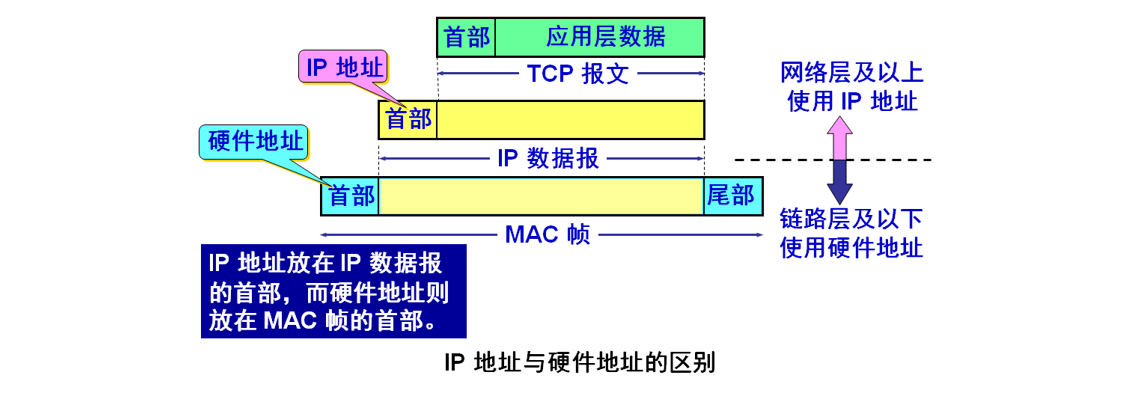 首部 应用层数据
IP 地址
TCP 报文
网络层及以上
使用 IP 地址
首部
硬件地址
IP 数据报
首部 尾部
链路层及以下
使用硬件地址
MAC 帧
IP 地址放在 IP 数据报
的首部，而硬件地址则
放在 MAC 帧的首部。
IP 地址与硬件地址的区别